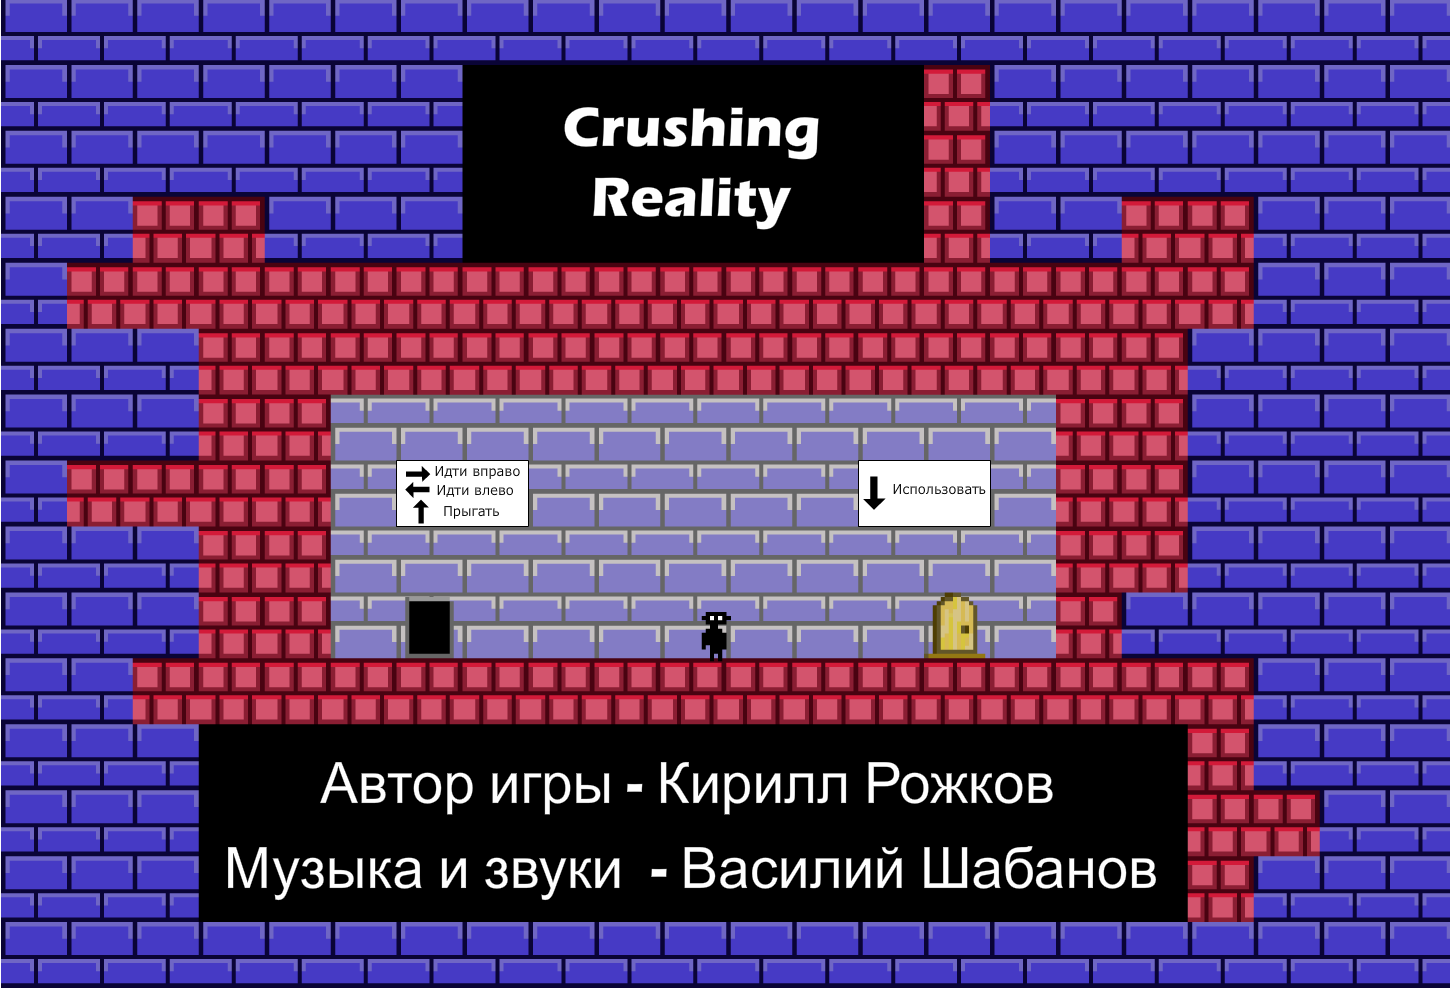 Crushing
Reality
Идти вправо
Идти влево
Прыгать
Использовать
Автор игры - Кирилл Рожков
Музыка и звуки - Василий Шабанов